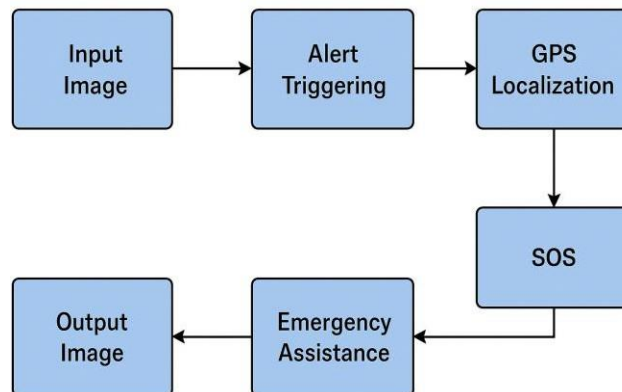 Input
Image
Alert
Triggering
GPS
Localization
SOS
Emergency
Assistance
Output
Image